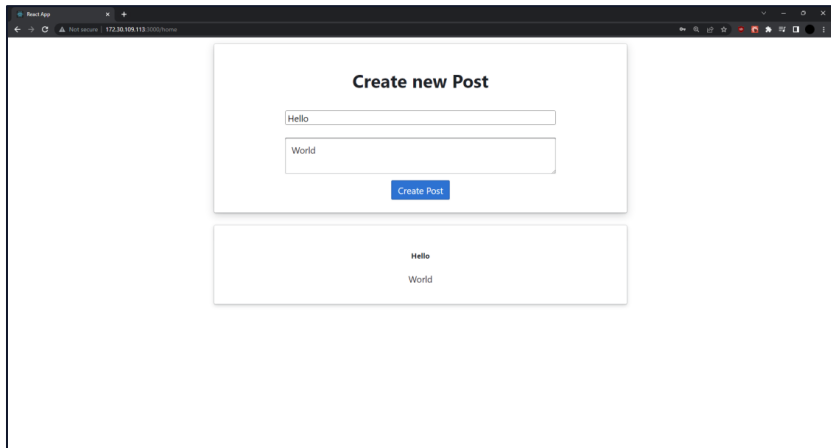 React App
Not secure | 172.30.109.113:3000/home
Create new Post
Hello
World
Create Post
Hello
World